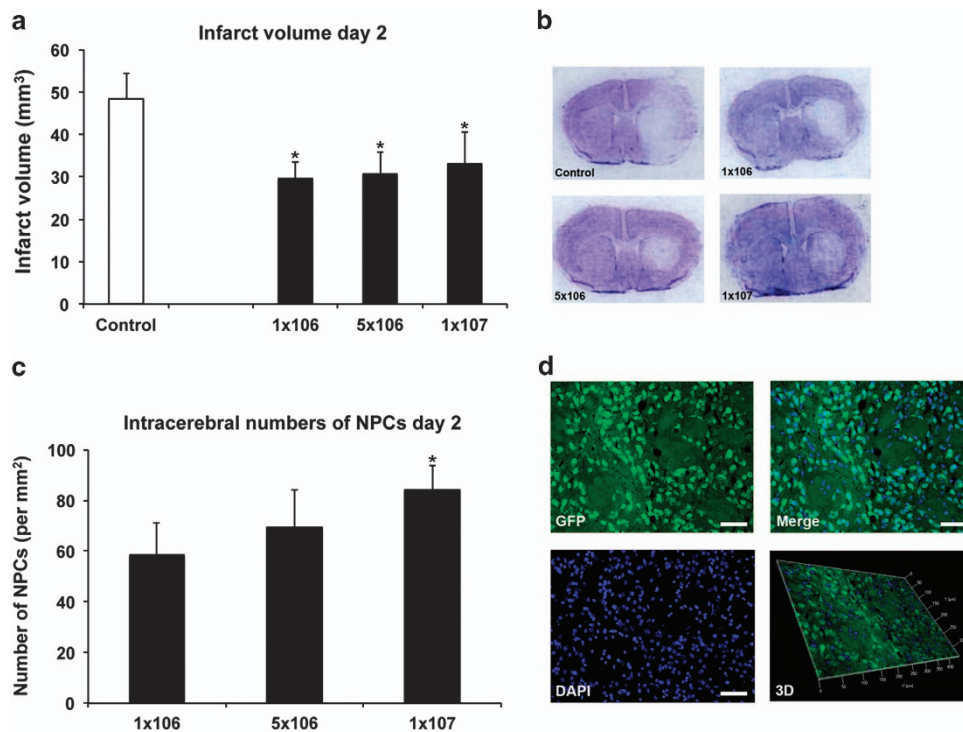 a
Infarct volume day 2
Infarct volume (mm³)
60
50
40
30
20
10
0
*
*
*
Control
1x106
5x106
1x107
b
Control
1x106
5x106
1x107
c
Intracerebral numbers of NPCs day 2
Number of NPCs (per mm²)
100
80
60
40
20
0
*
1x106
5x106
1x107
d
GFP
Merge
DAPI
3D